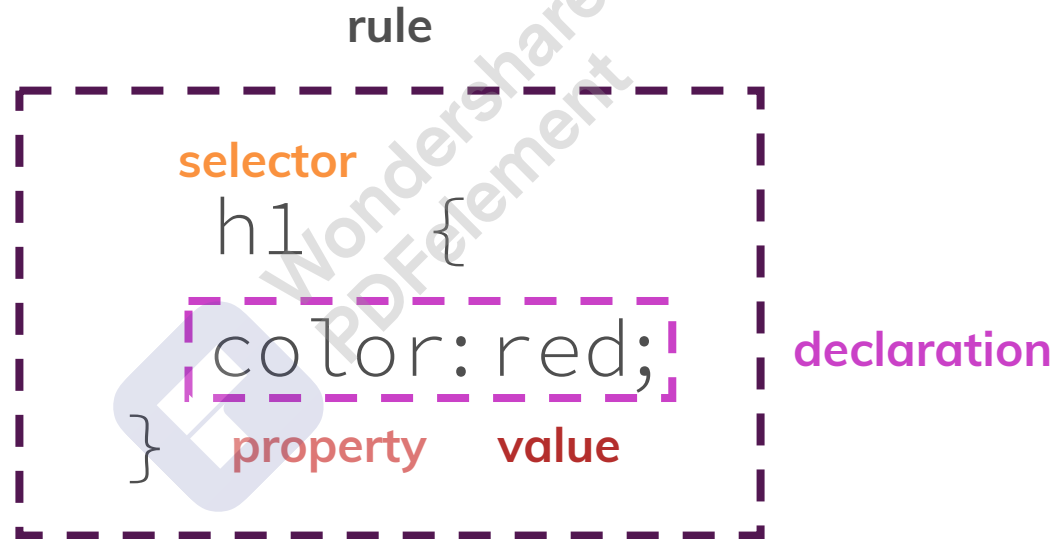 rule
selector
h1 {
color:red;
declaration
} property value
Wondershare
PDFelement